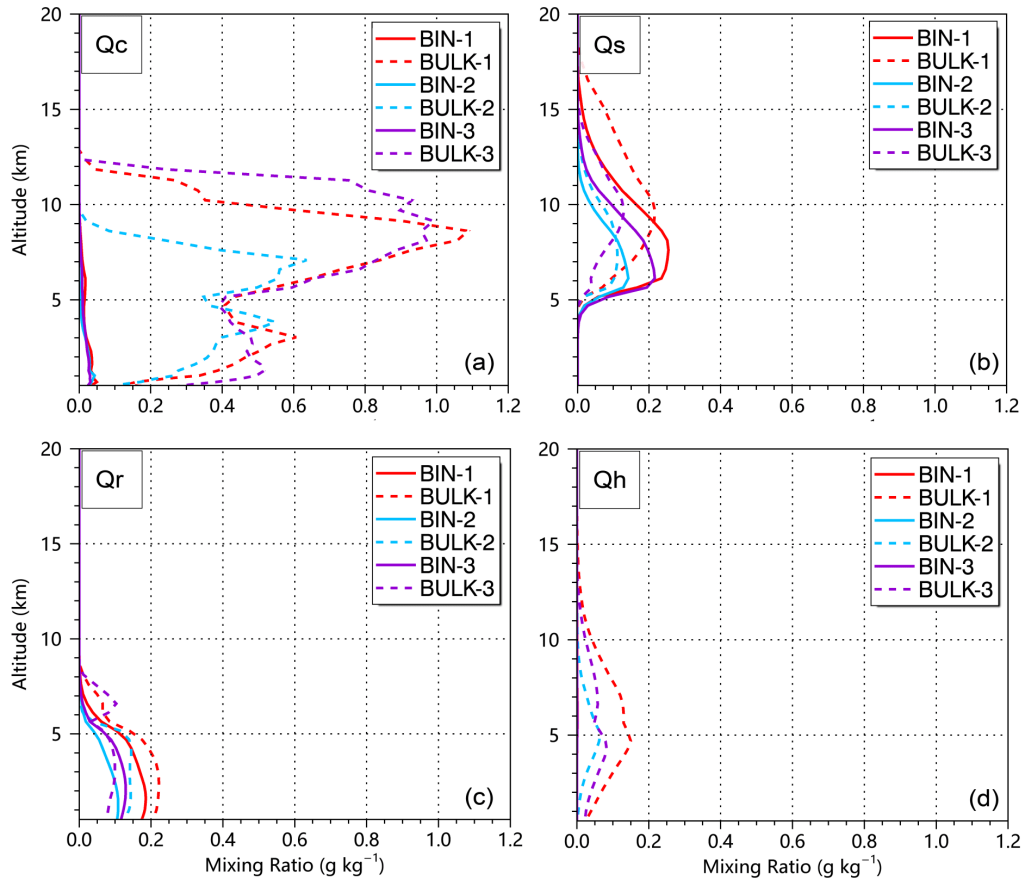 20
15
10
5
0
Altitude (km)
Qc
BIN-1
BULK-1
BIN-2
BULK-2
BIN-3
BULK-3
(a)
0.0 0.2 0.4 0.6 0.8 1.0 1.2
20
15
10
5
0
Qs
BIN-1
BULK-1
BIN-2
BULK-2
BIN-3
BULK-3
(b)
0.0 0.2 0.4 0.6 0.8 1.0 1.2
20
15
10
5
0
Altitude (km)
Qr
BIN-1
BULK-1
BIN-2
BULK-2
BIN-3
BULK-3
(c)
0.0 0.2 0.4 0.6 0.8 1.0 1.2
Mixing Ratio (g kg⁻¹)
20
15
10
5
0
Qh
BIN-1
BULK-1
BIN-2
BULK-2
BIN-3
BULK-3
(d)
0.0 0.2 0.4 0.6 0.8 1.0 1.2
Mixing Ratio (g kg⁻¹)